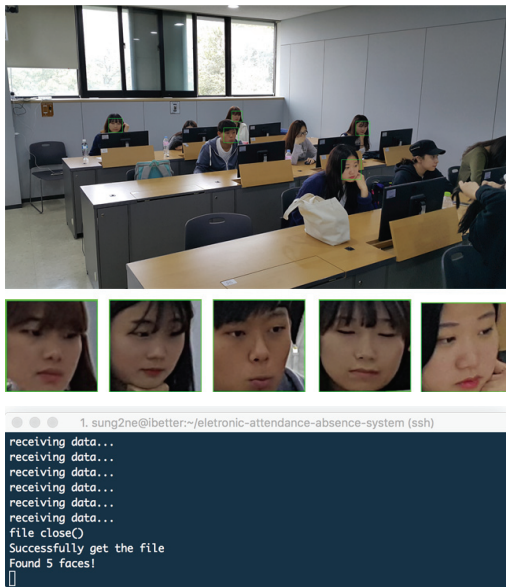 1. sung2ne@ibetter:~/eletronic-attendance-absence-system (ssh)
receiving data...
receiving data...
receiving data...
receiving data...
receiving data...
receiving data...
file close()
Successfully get the file
Found 5 faces!